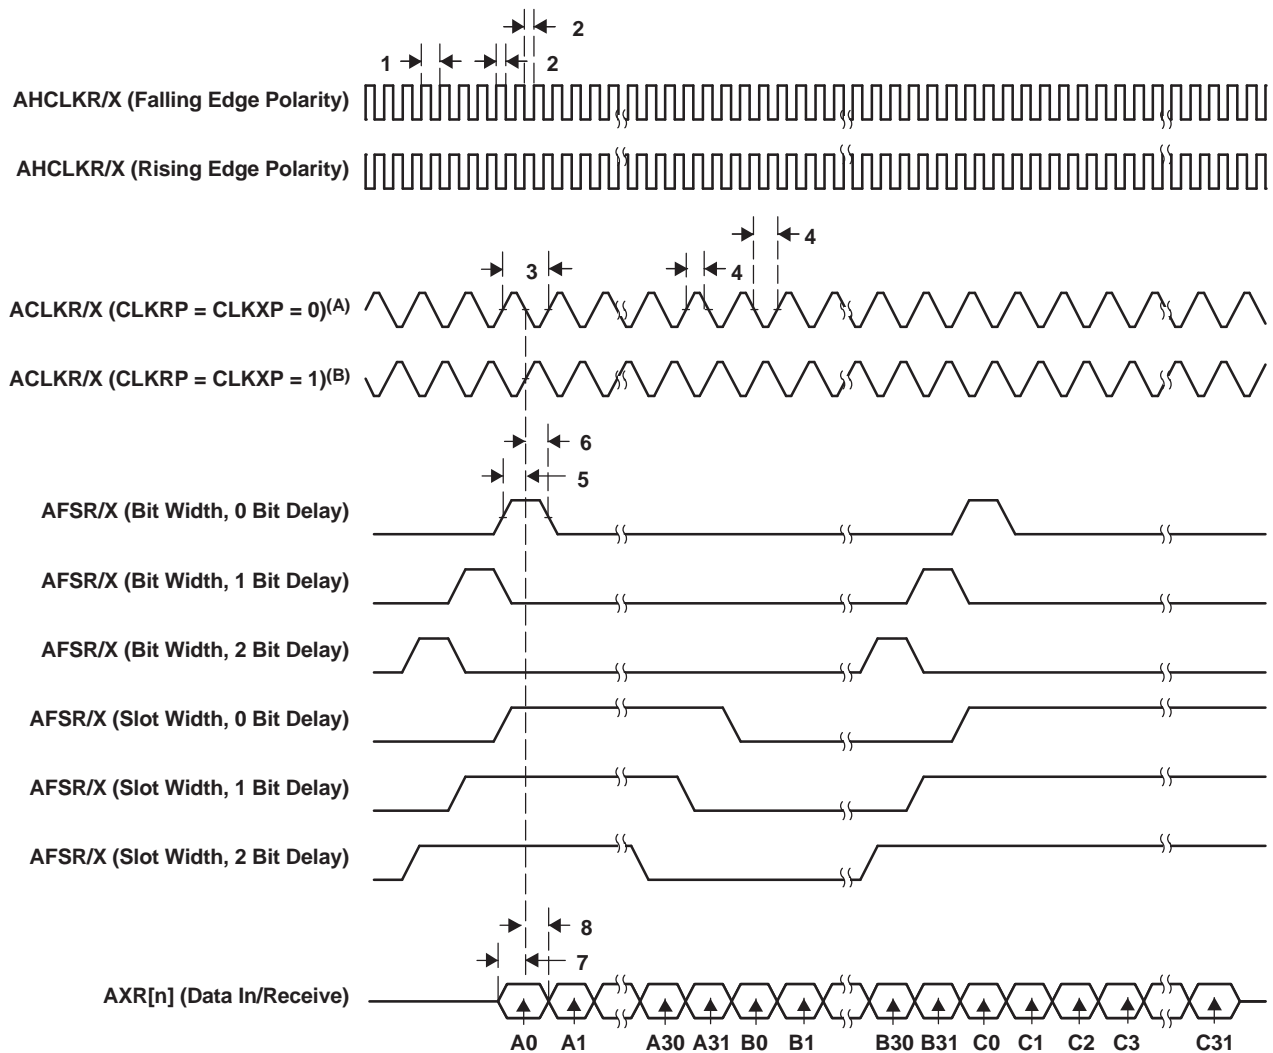 2
1
2
AHCLKR/X (Falling Edge Polarity)
AHCLKR/X (Rising Edge Polarity)
4
3
4
ACLKR/X (CLKRP = CLKXP = 0)(A)
ACLKR/X (CLKRP = CLKXP = 1)(B)
6
5
AFSR/X (Bit Width, 0 Bit Delay)
AFSR/X (Bit Width, 1 Bit Delay)
AFSR/X (Bit Width, 2 Bit Delay)
AFSR/X (Slot Width, 0 Bit Delay)
AFSR/X (Slot Width, 1 Bit Delay)
AFSR/X (Slot Width, 2 Bit Delay)
8
7
AXR[n] (Data In/Receive)
A0 A1 A30 A31 B0 B1 B30 B31 C0 C1 C2 C3 C31